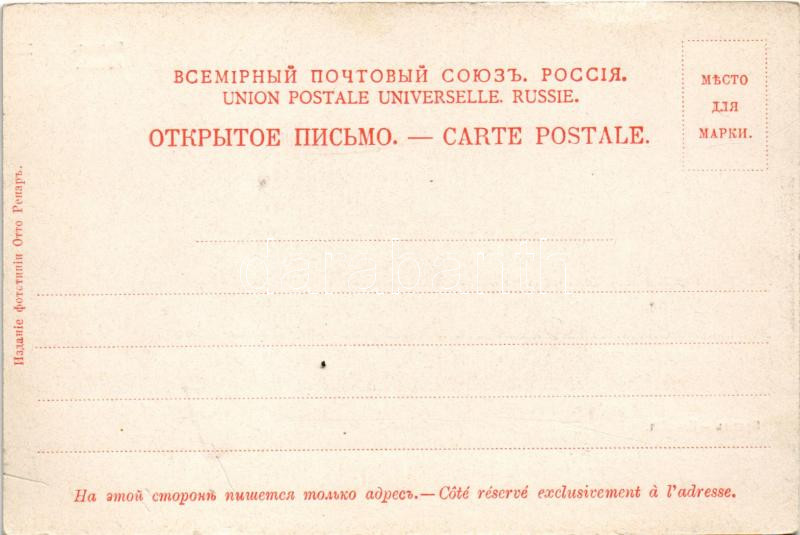 ВСЕМІРНЫЙ ПОЧТОВЫЙ СОЮЗЪ. РОССІЯ.
UNION POSTALE UNIVERSELLE. RUSSIE.
ОТКРЫТОЕ ПИСЬМО. — CARTE POSTALE.
МѢСТО
ДЛЯ
МАРКИ.
Изданіе фототипіи Отто Ренаръ.
darabanth
На этой сторонѣ пишется только адресъ.—Côté réservé exclusivement à l'adresse.